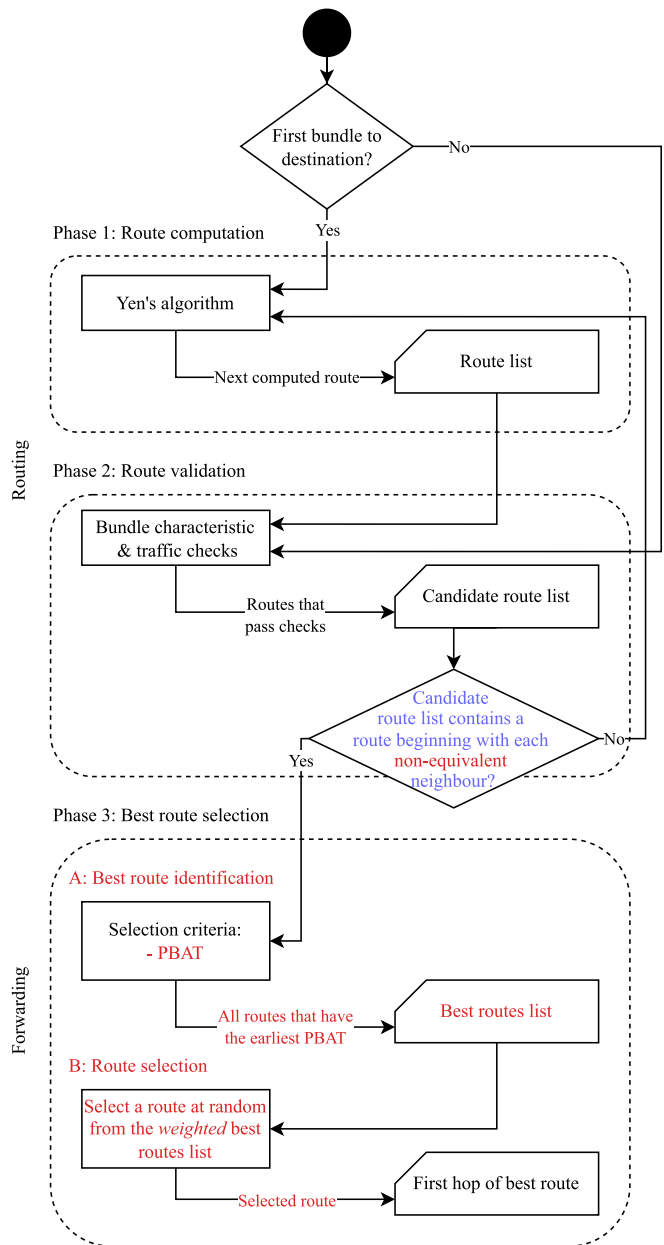 First bundle to
destination?
No
Yes
Phase 1: Route computation
Yen's algorithm
Next computed route
Route list
Routing
Phase 2: Route validation
Bundle characteristic
& traffic checks
Routes that
pass checks
Candidate route list
Candidate
route list contains a
route beginning with each
non-equivalent
neighbour?
No
Yes
Phase 3: Best route selection
Forwarding
A: Best route identification
Selection criteria:
- PBAT
All routes that have
the earliest PBAT
Best routes list
B: Route selection
Select a route at random
from the weighted best
routes list
Selected route
First hop of best route